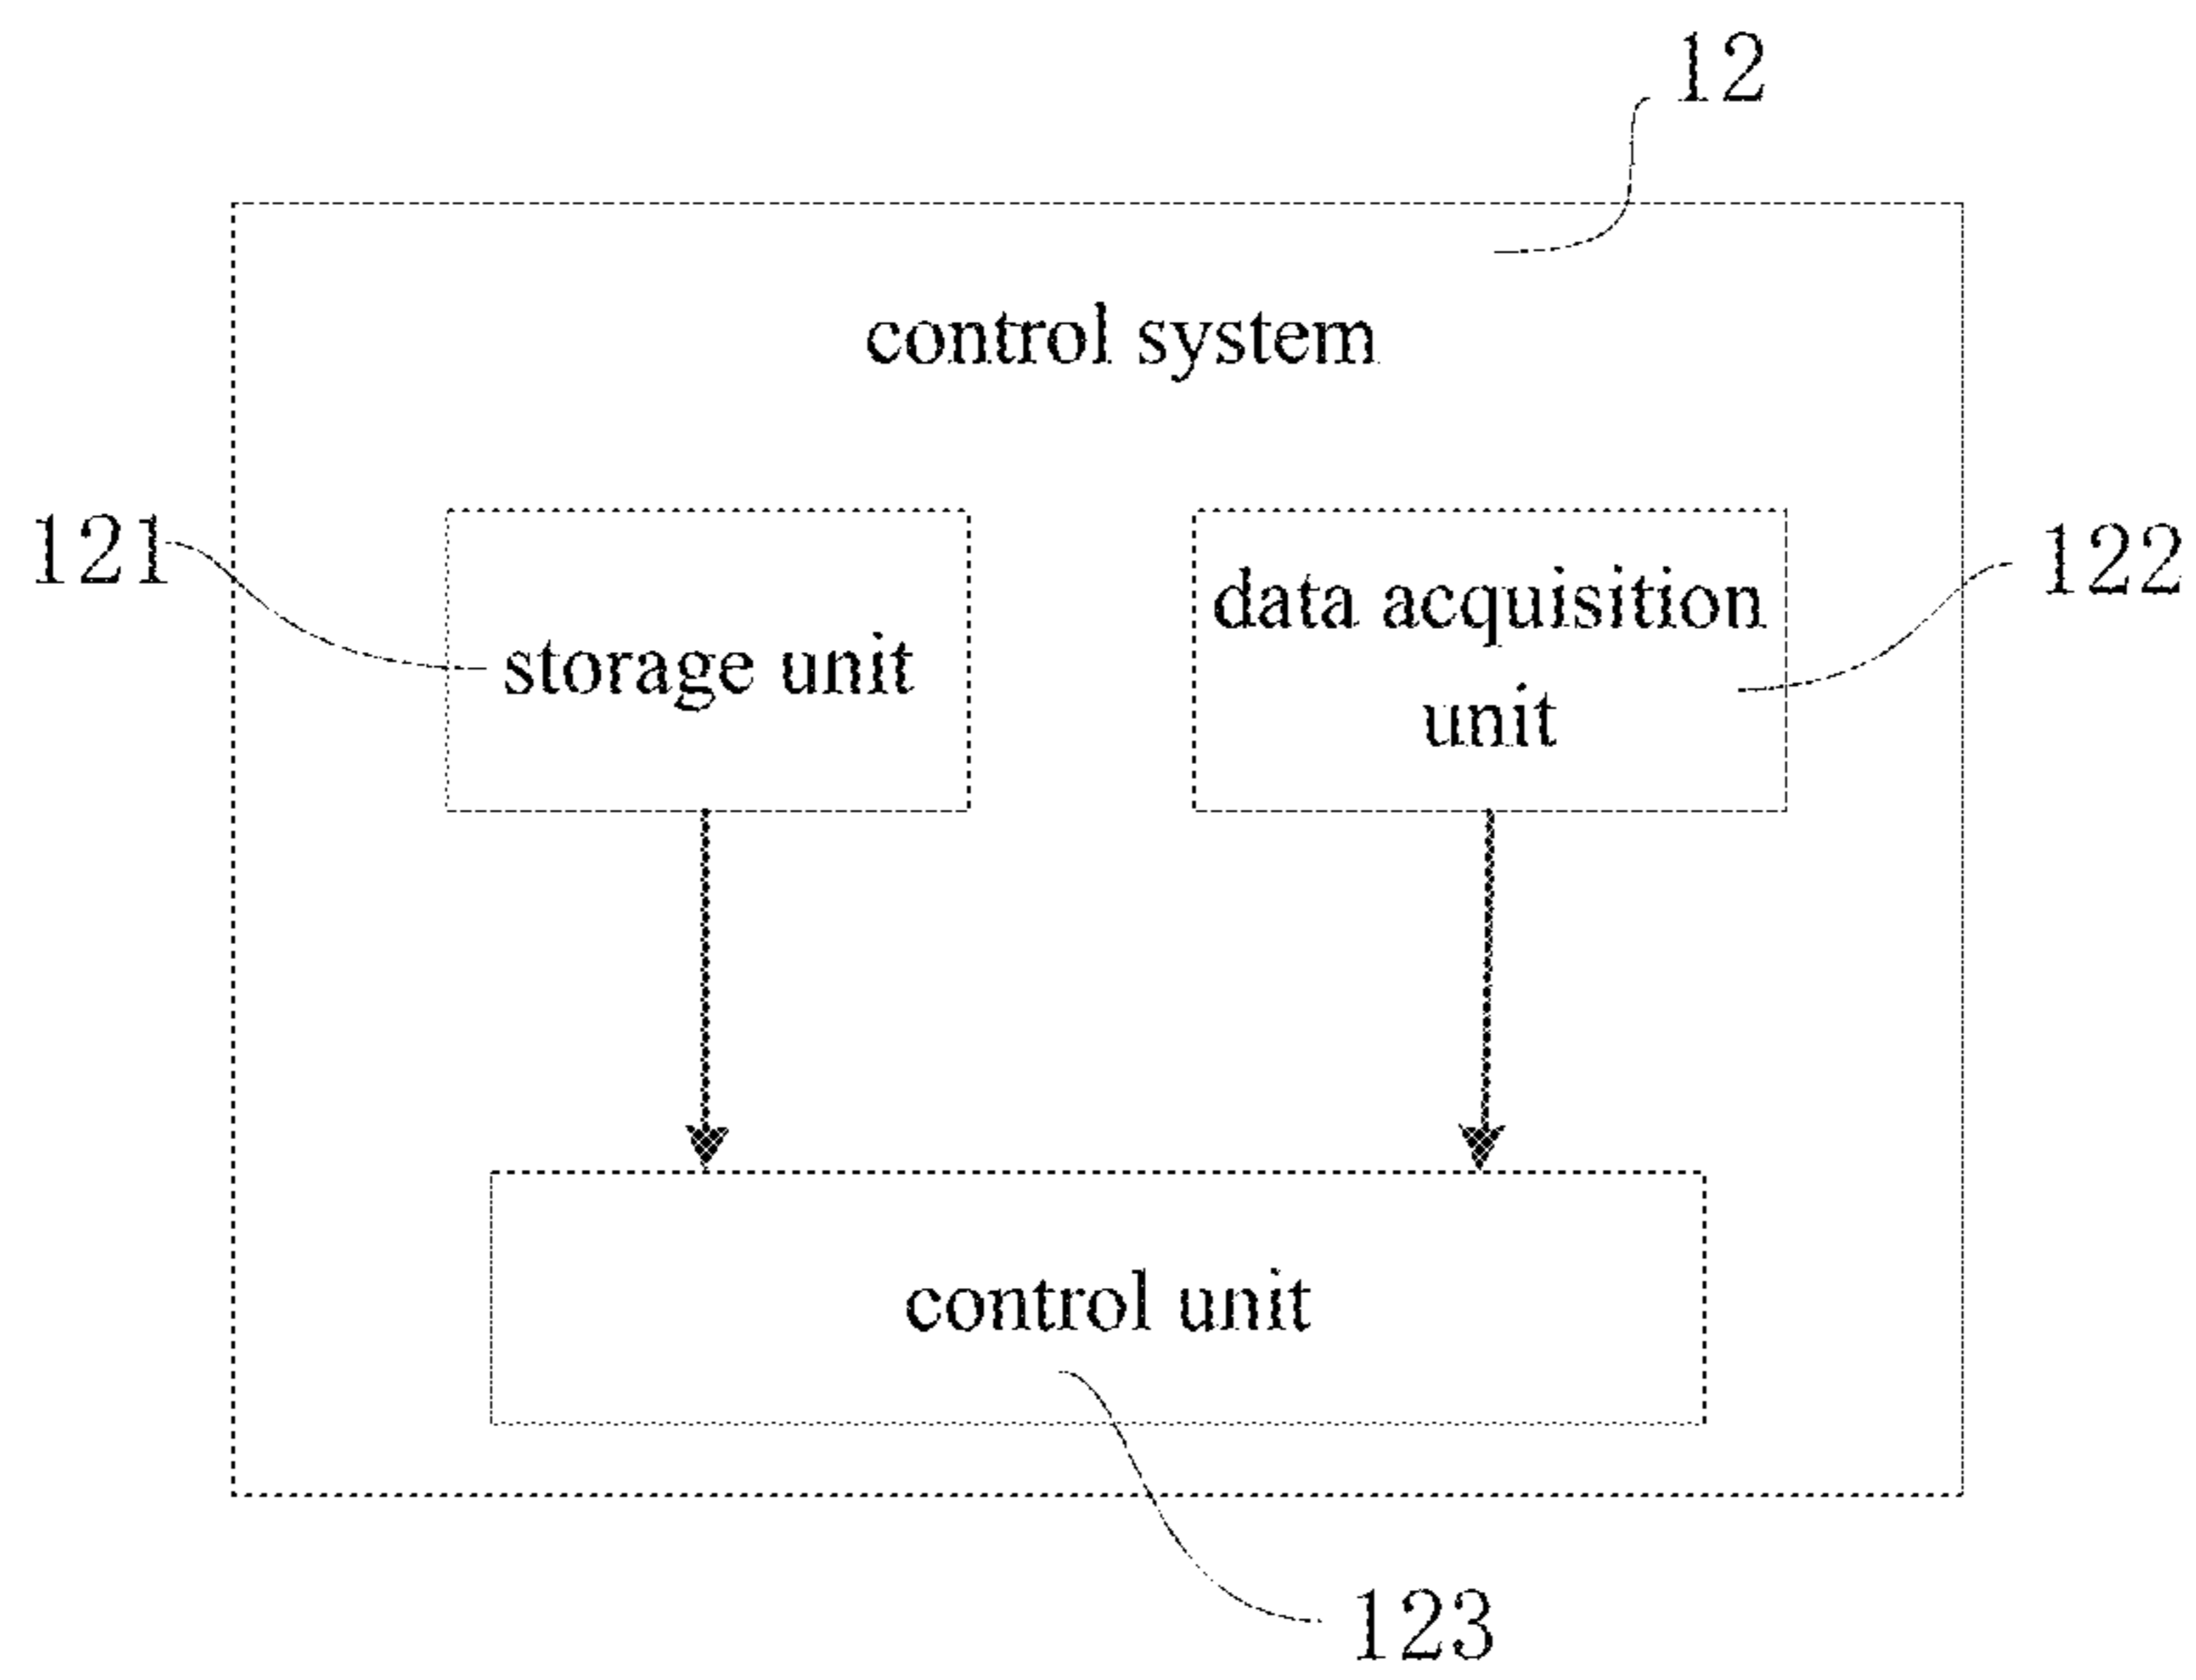 12
control system
121
storage unit
data acquisition
unit
122
control unit
123